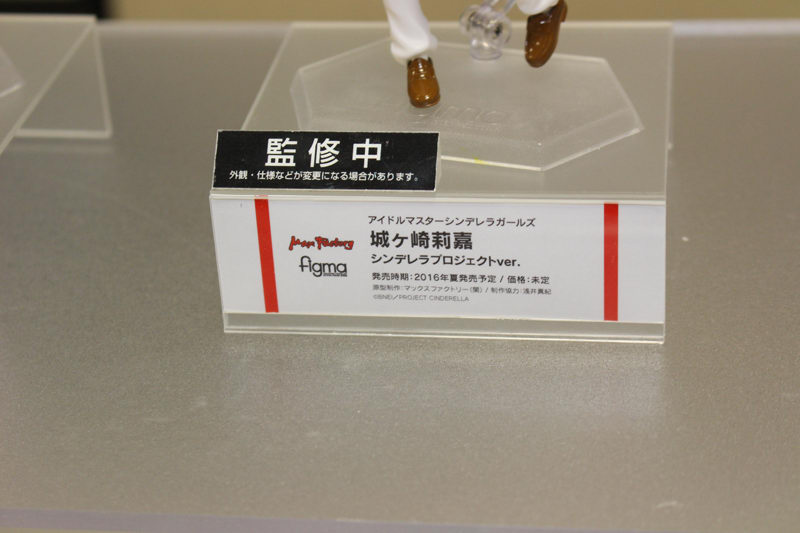 監修中
外観・仕様などが変更になる場合があります。
Max Factory
figma
アイドルマスターシンデレラガールズ
城ヶ崎莉嘉
シンデレラプロジェクトver.
発売時期：2016年夏発売予定 / 価格：未定
原型制作：マックスファクトリー（関） / 制作協力：浅井真紀
©BNEI／PROJECT CINDERELLA